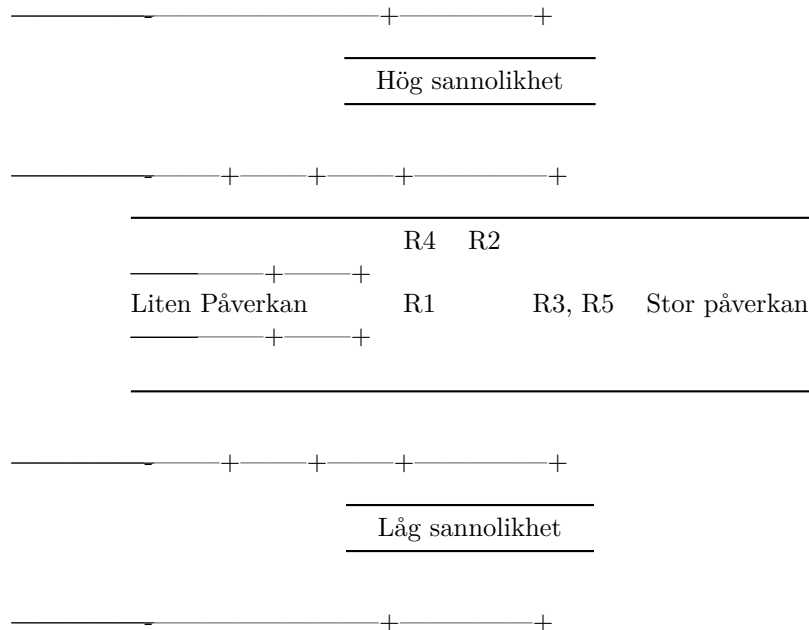 Hög sannolikhet
R4 R2
Liten Påverkan R1 R3, R5 Stor påverkan
Låg sannolikhet